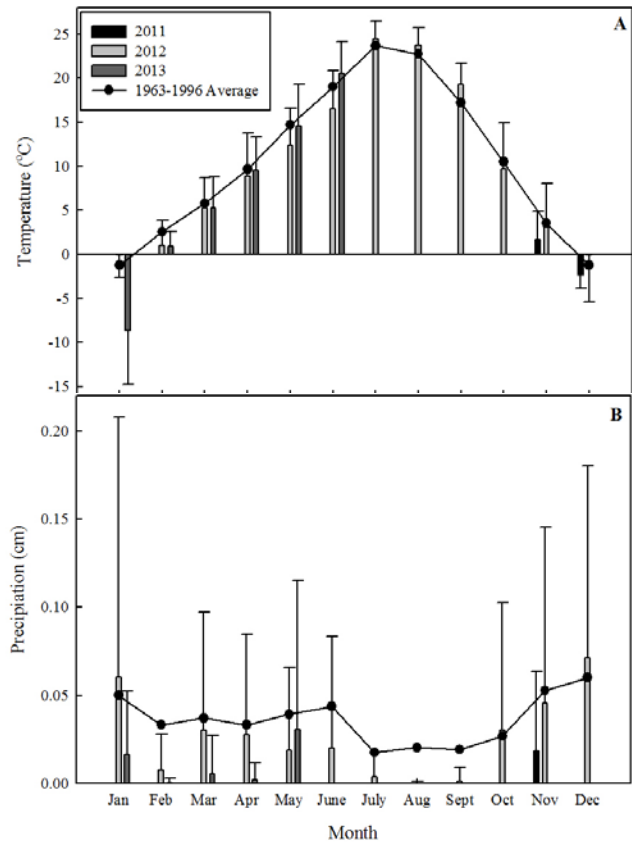 A
2011
2012
2013
1963-1996 Average
25
20
15
10
5
0
-5
-10
-15
Temperature (°C)
B
0.20
0.15
0.10
0.05
0.00
Precipiation (cm)
Jan Feb Mar Apr May June July Aug Sept Oct Nov Dec
Month